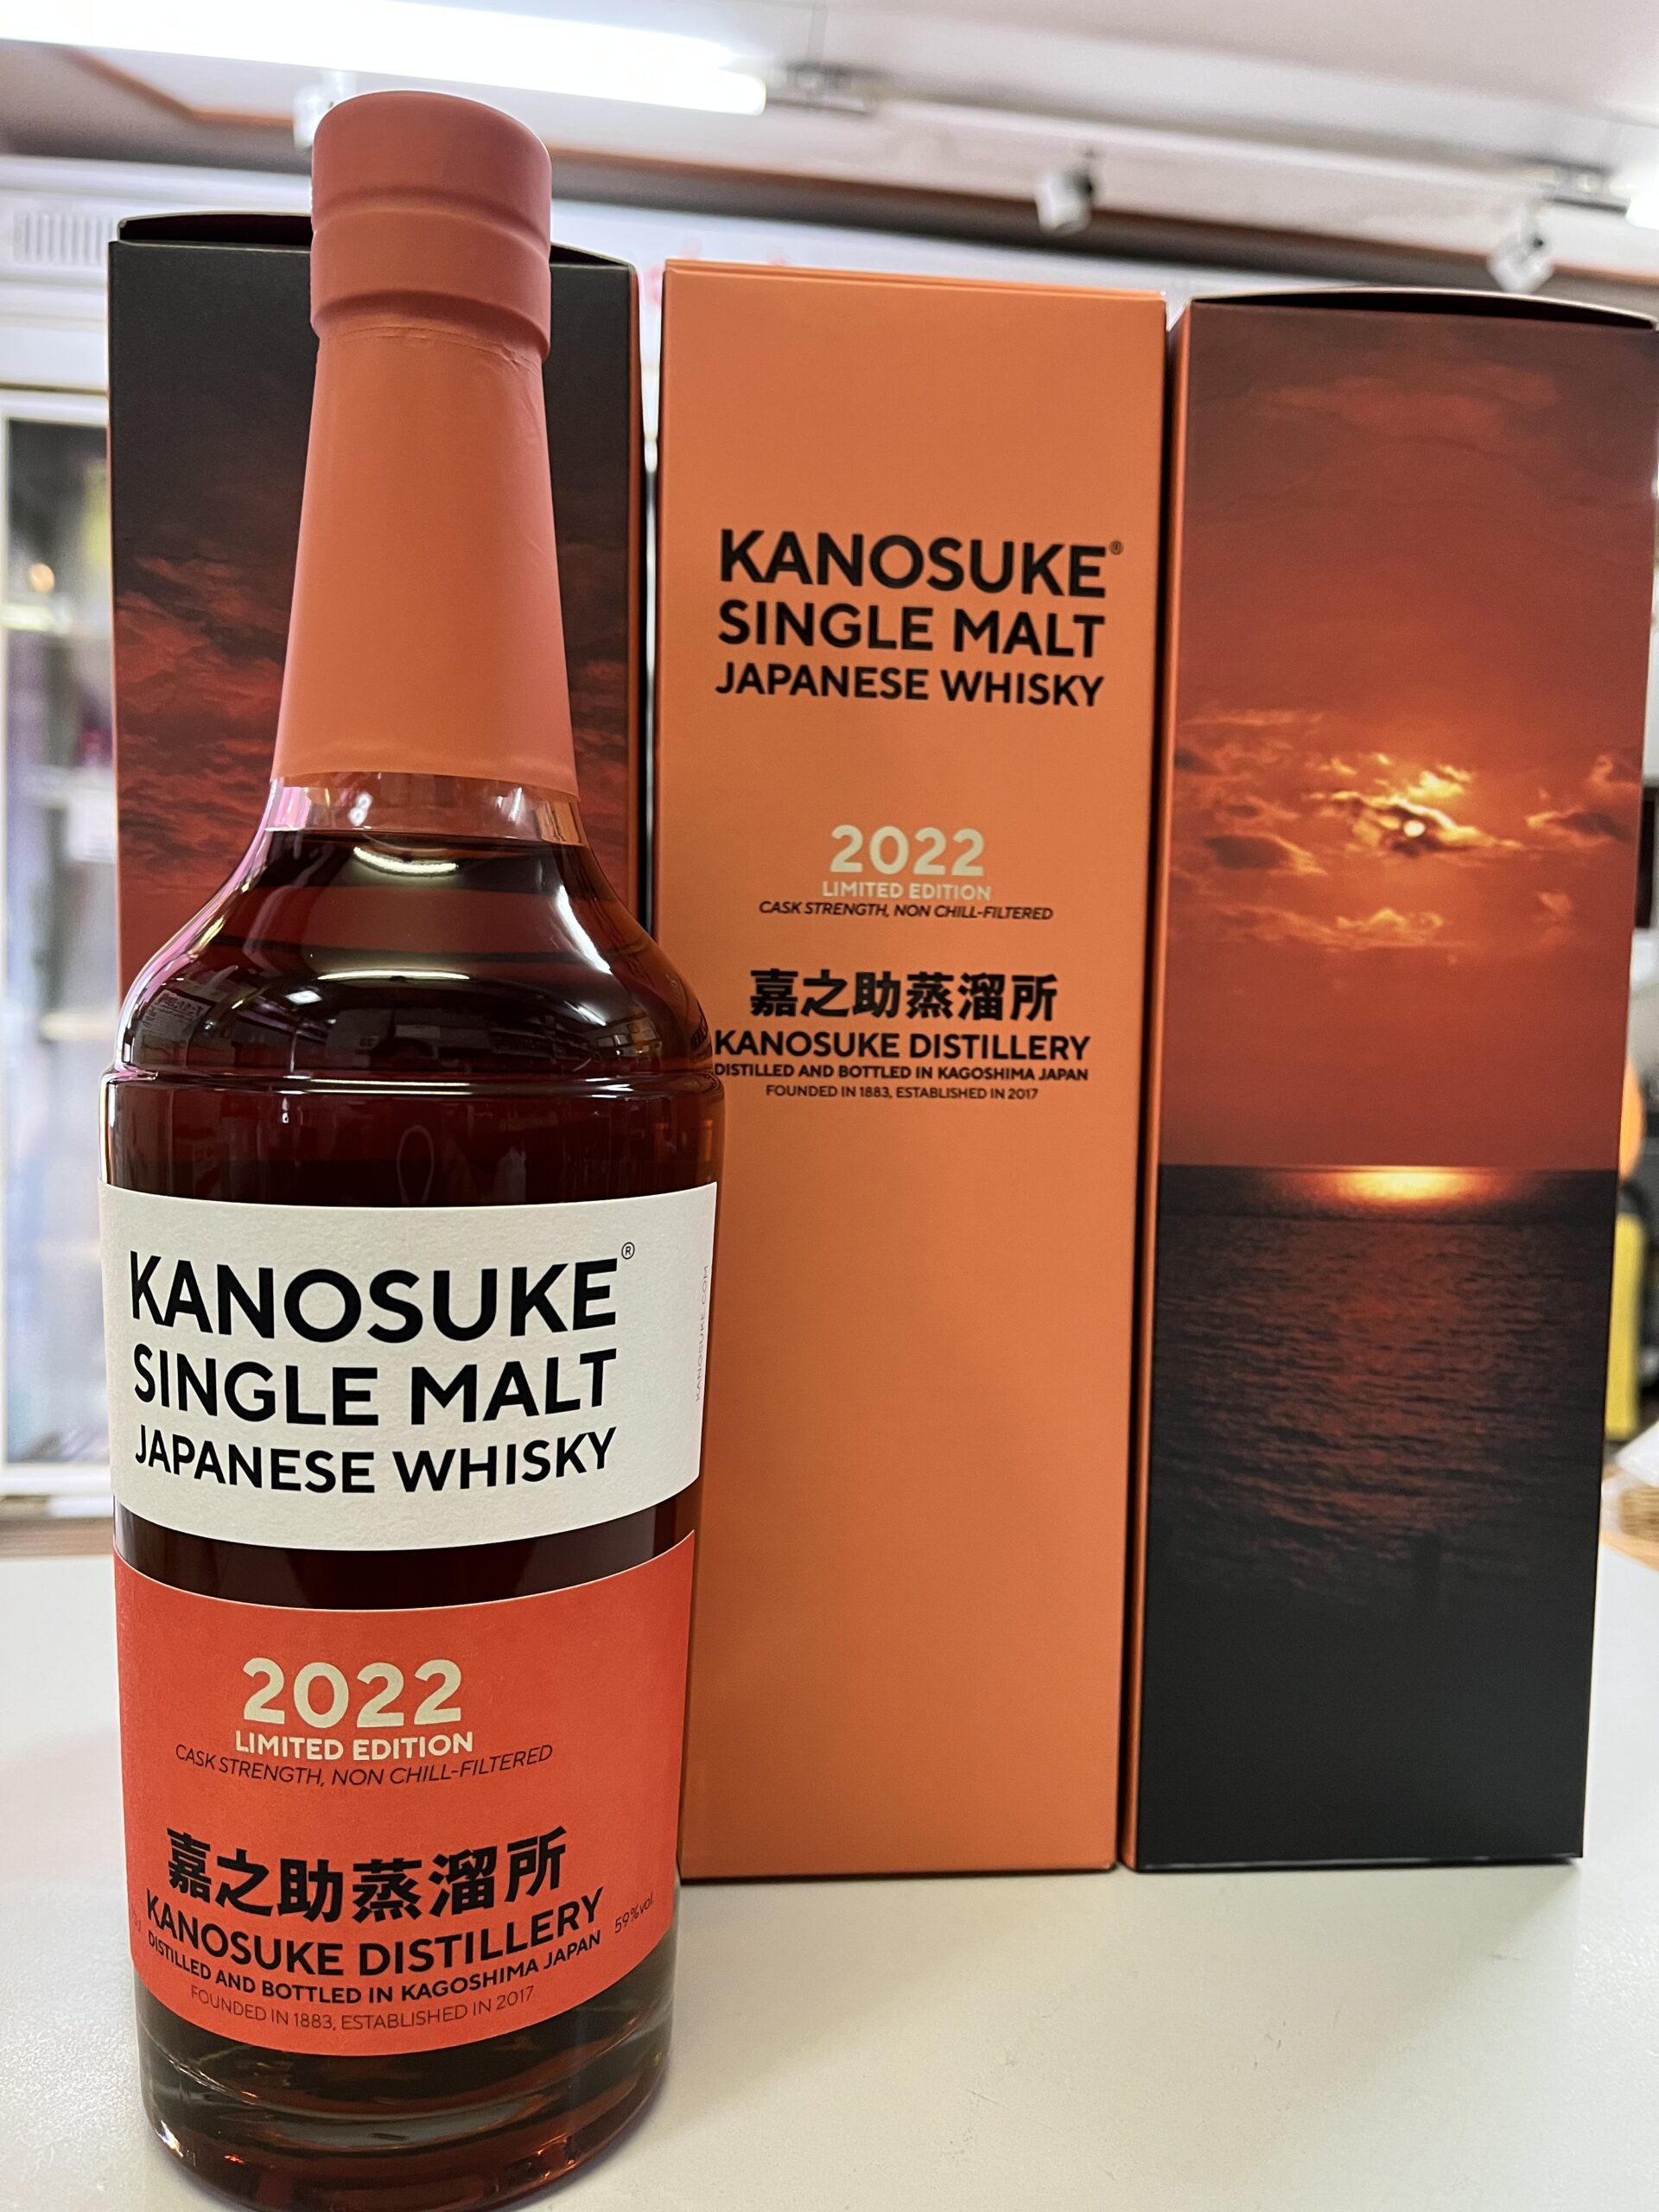 KANOSUKE®
SINGLE MALT
JAPANESE WHISKY
KANOSUKE.COM
2022
LIMITED EDITION
CASK STRENGTH, NON CHILL-FILTERED
嘉之助蒸溜所
KANOSUKE DISTILLERY
59%vol.
DISTILLED AND BOTTLED IN KAGOSHIMA JAPAN
FOUNDED IN 1883, ESTABLISHED IN 2017
KANOSUKE®
SINGLE MALT
JAPANESE WHISKY
2022
LIMITED EDITION
CASK STRENGTH, NON CHILL-FILTERED
嘉之助蒸溜所
KANOSUKE DISTILLERY
DISTILLED AND BOTTLED IN KAGOSHIMA JAPAN
FOUNDED IN 1883, ESTABLISHED IN 2017